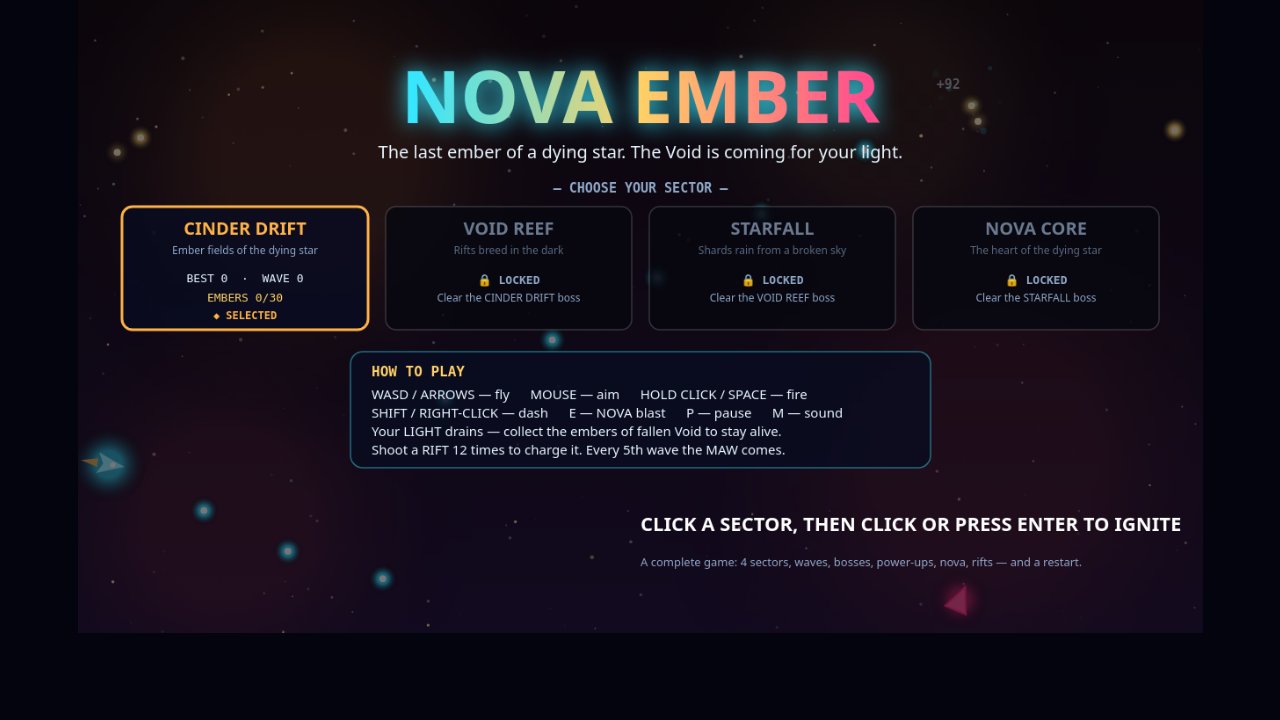 NOVA EMBER
+92
The last ember of a dying star. The Void is coming for your light.
— CHOOSE YOUR SECTOR —
CINDER DRIFT
Ember fields of the dying star
BEST 0 · WAVE 0
EMBERS 0/30
◆ SELECTED
VOID REEF
Rifts breed in the dark
🔒 LOCKED
Clear the CINDER DRIFT boss
STARFALL
Shards rain from a broken sky
🔒 LOCKED
Clear the VOID REEF boss
NOVA CORE
The heart of the dying star
🔒 LOCKED
Clear the STARFALL boss
HOW TO PLAY
WASD / ARROWS — fly MOUSE — aim HOLD CLICK / SPACE — fire
SHIFT / RIGHT-CLICK — dash E — NOVA blast P — pause M — sound
Your LIGHT drains — collect the embers of fallen Void to stay alive.
Shoot a RIFT 12 times to charge it. Every 5th wave the MAW comes.
CLICK A SECTOR, THEN CLICK OR PRESS ENTER TO IGNITE
A complete game: 4 sectors, waves, bosses, power-ups, nova, rifts — and a restart.